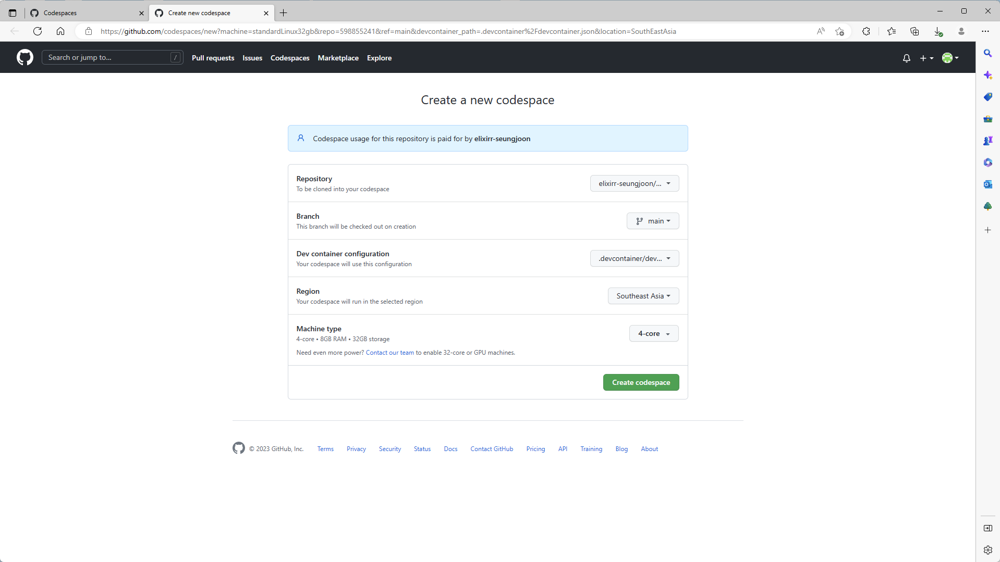 Codespaces
Create new codespace
https://github.com/codespaces/new?machine=standardLinux32gb&repo=598855241&ref=main&devcontainer_path=.devcontainer%2Fdevcontainer.json&location=SouthEastAsia
Search or jump to...
/
Pull requests
Issues
Codespaces
Marketplace
Explore
Create a new codespace
Codespace usage for this repository is paid for by elixirr-seungjoon
Repository
To be cloned into your codespace
elixirr-seungjoon/...
Branch
This branch will be checked out on creation
main
Dev container configuration
Your codespace will use this configuration
.devcontainer/dev...
Region
Your codespace will run in the selected region
Southeast Asia
Machine type
4-core • 8GB RAM • 32GB storage
4-core
Need even more power? Contact our team to enable 32-core or GPU machines.
Create codespace
© 2023 GitHub, Inc.
Terms
Privacy
Security
Status
Docs
Contact GitHub
Pricing
API
Training
Blog
About